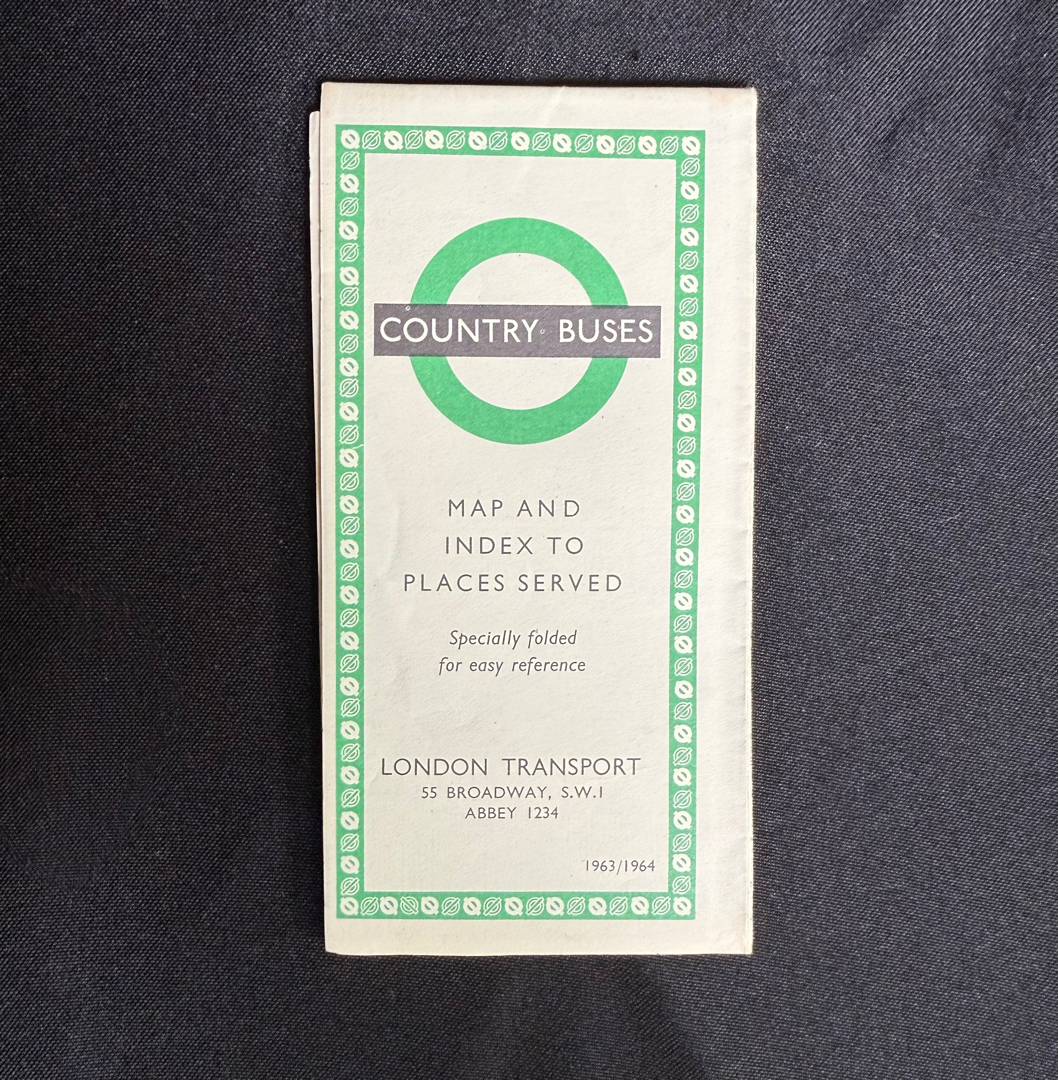 COUNTRY BUSES
MAP AND
INDEX TO
PLACES SERVED
Specially folded
for easy reference
LONDON TRANSPORT
55 BROADWAY, S.W.1
ABBEY 1234
1963/1964